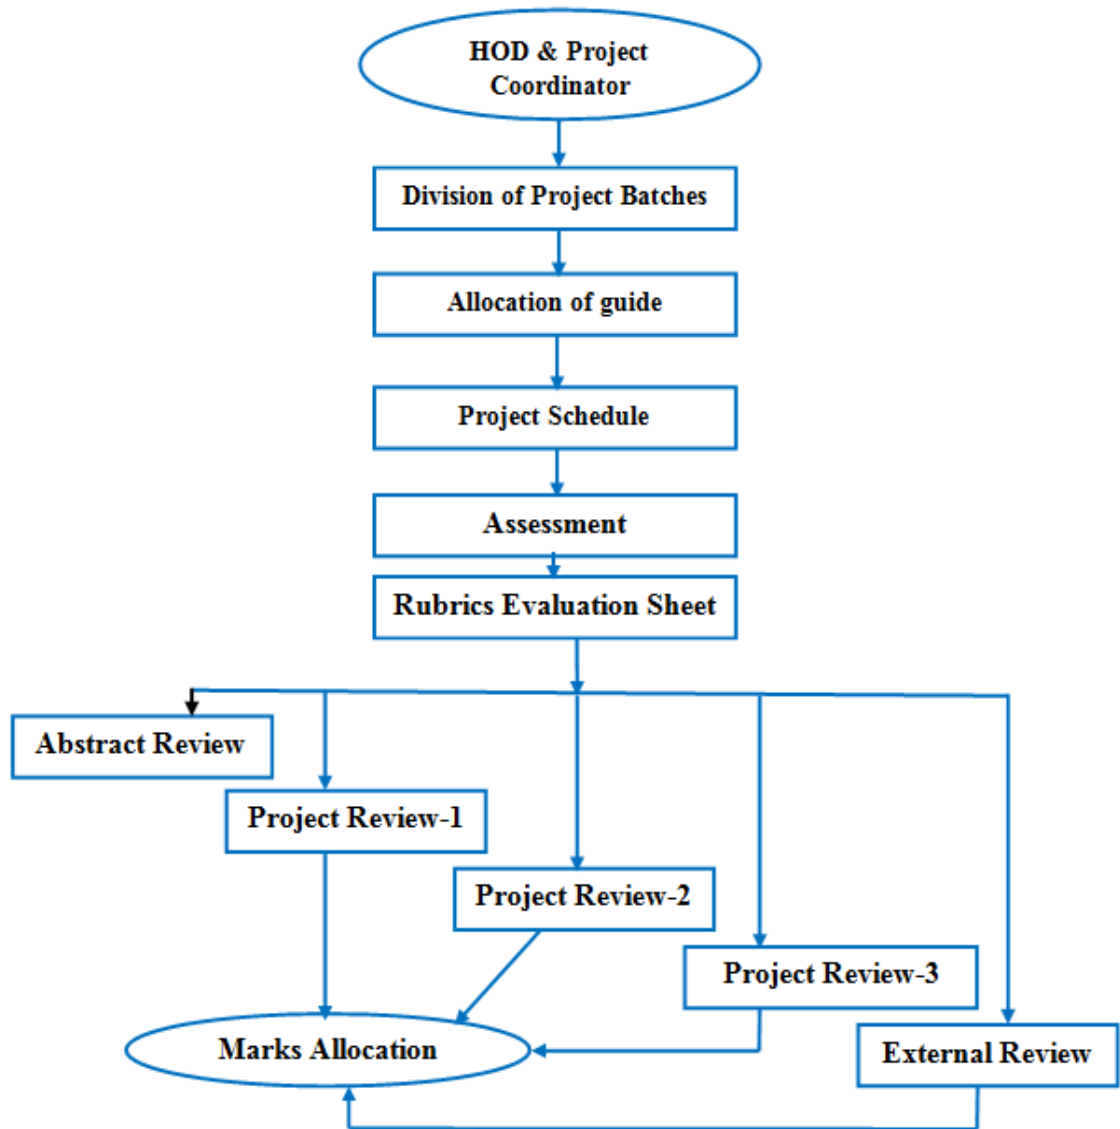 HOD & Project
Coordinator
Division of Project Batches
Allocation of guide
Project Schedule
Assessment
Rubrics Evaluation Sheet
Abstract Review
Project Review-1
Project Review-2
Project Review-3
Marks Allocation
External Review